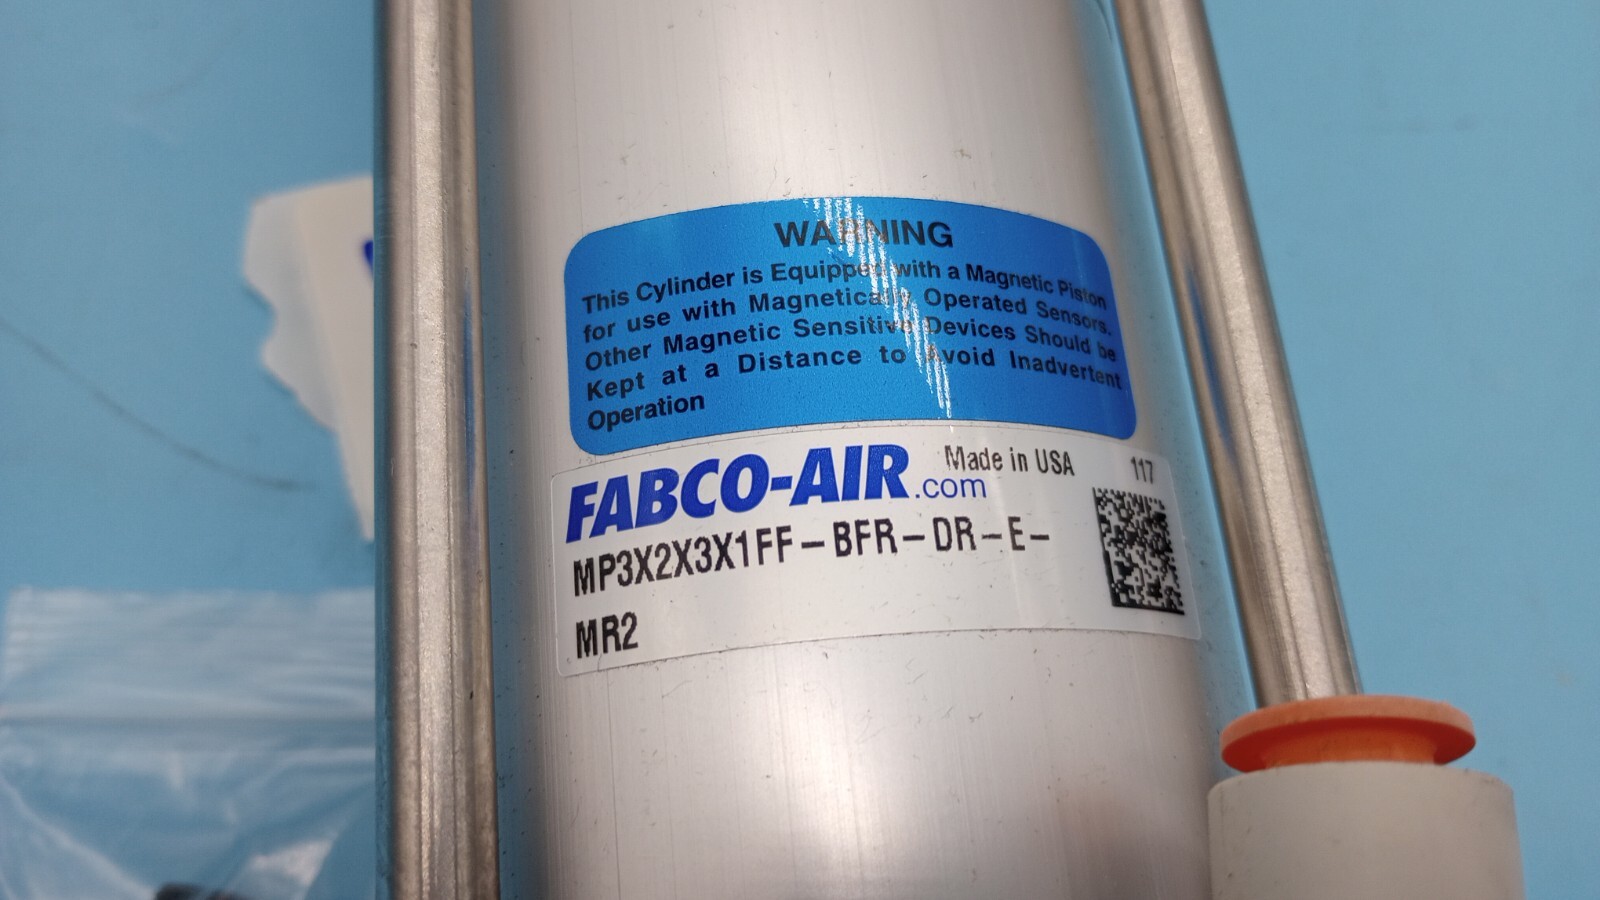 WARNING
This Cylinder is Equipped with a Magnetic Piston
for use with Magnetically Operated Sensors.
Other Magnetic Sensitive Devices Should be
Kept at a Distance to Avoid Inadvertent
Operation
FABCO-AIR.com Made in USA 117
MP3X2X3X1FF-BFR-DR-E-
MR2